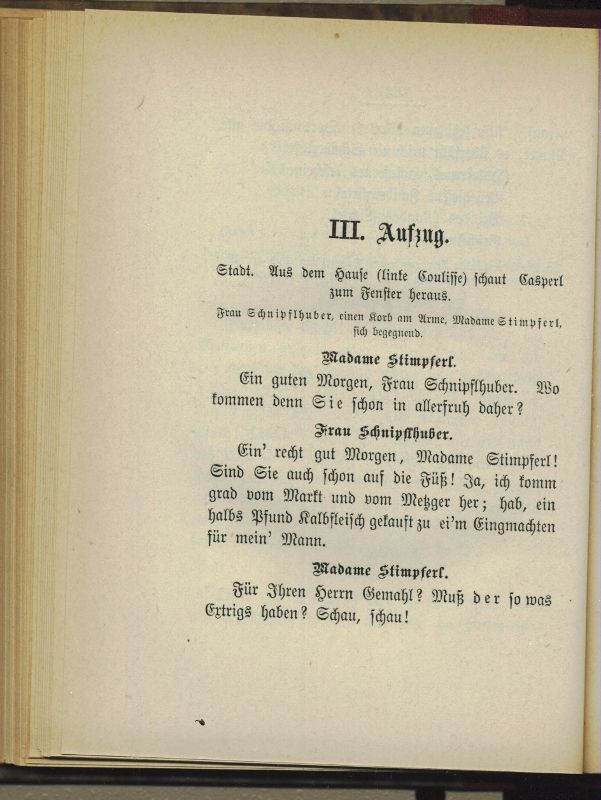 III. Aufzug.
Stadt. Aus dem Hause (linke Coulisse) schaut Casperl
zum Fenster heraus.
Frau Schnipflhuber, einen Korb am Arme, Madame Stimpferl,
sich begegnend.
Madame Stimpferl.
Ein guten Morgen, Frau Schnipflhuber. Wo
kommen denn Sie schon in allerfruh daher?
Frau Schnipflhuber.
Ein' recht gut Morgen, Madame Stimpferl!
Sind Sie auch schon auf die Füß! Ja, ich komm
grad vom Markt und vom Metzger her; hab, ein
halbs Pfund Kalbfleisch gekauft zu ei'm Eingmachten
für mein' Mann.
Madame Stimpferl.
Für Ihren Herrn Gemahl? Muß der so was
Extrigs haben? Schau, schau!